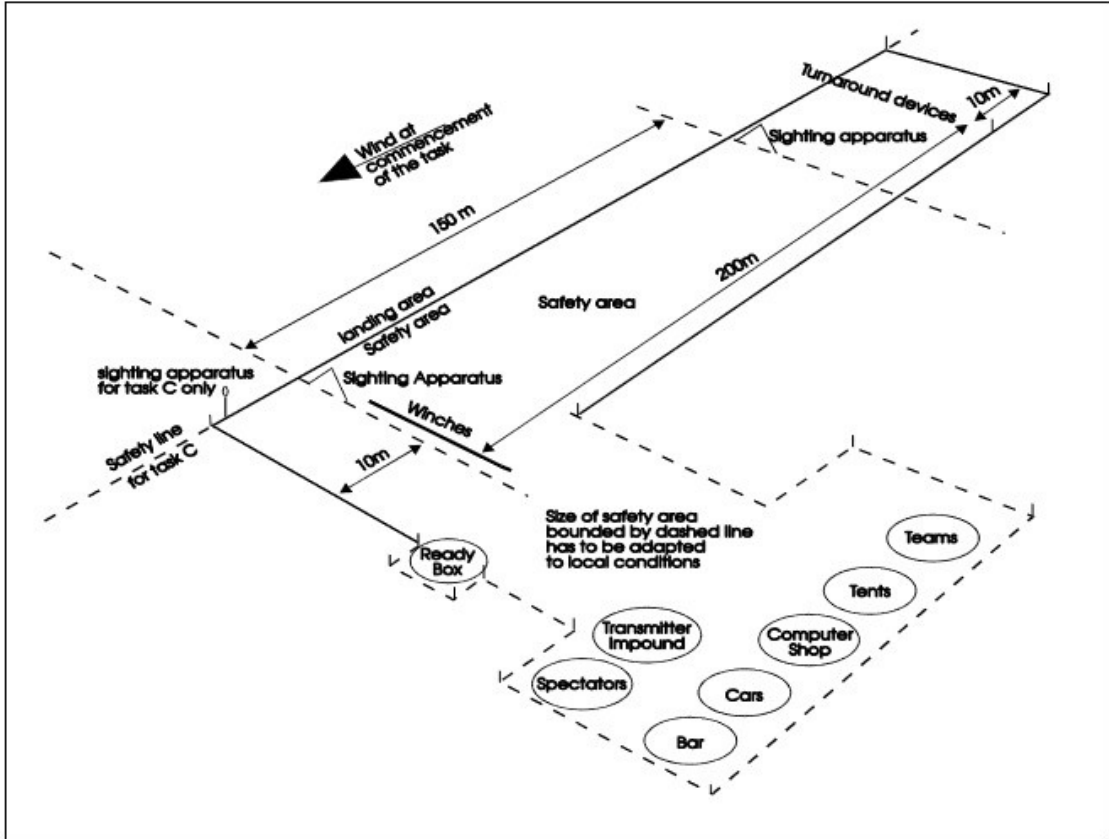 Turnaround devices
10m
Sighting apparatus
Wind at
commencement
of the task
150 m
200m
landing area
Safety area
Safety area
sighting apparatus
for task C only
Sighting Apparatus
Winches
Safety line
for task C
10m
Size of safety area
bounded by dashed line
has to be adapted
to local conditions
Ready
Box
Teams
Tents
Transmitter
Impound
Computer
Shop
Spectators
Cars
Bar